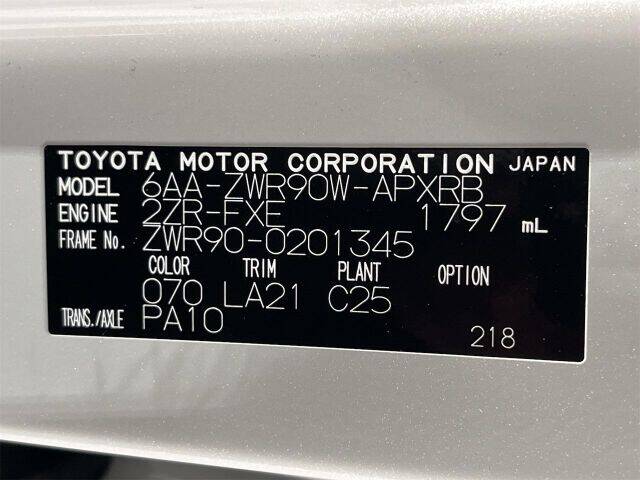 TOYOTA MOTOR CORPORATION JAPAN
MODEL 6AA-ZWR90W-APXRB
ENGINE 2ZR-FXE 1797 mL
FRAME No. ZWR90-0201345
COLOR TRIM PLANT OPTION
070 LA21 C25
TRANS./AXLE PA10
218